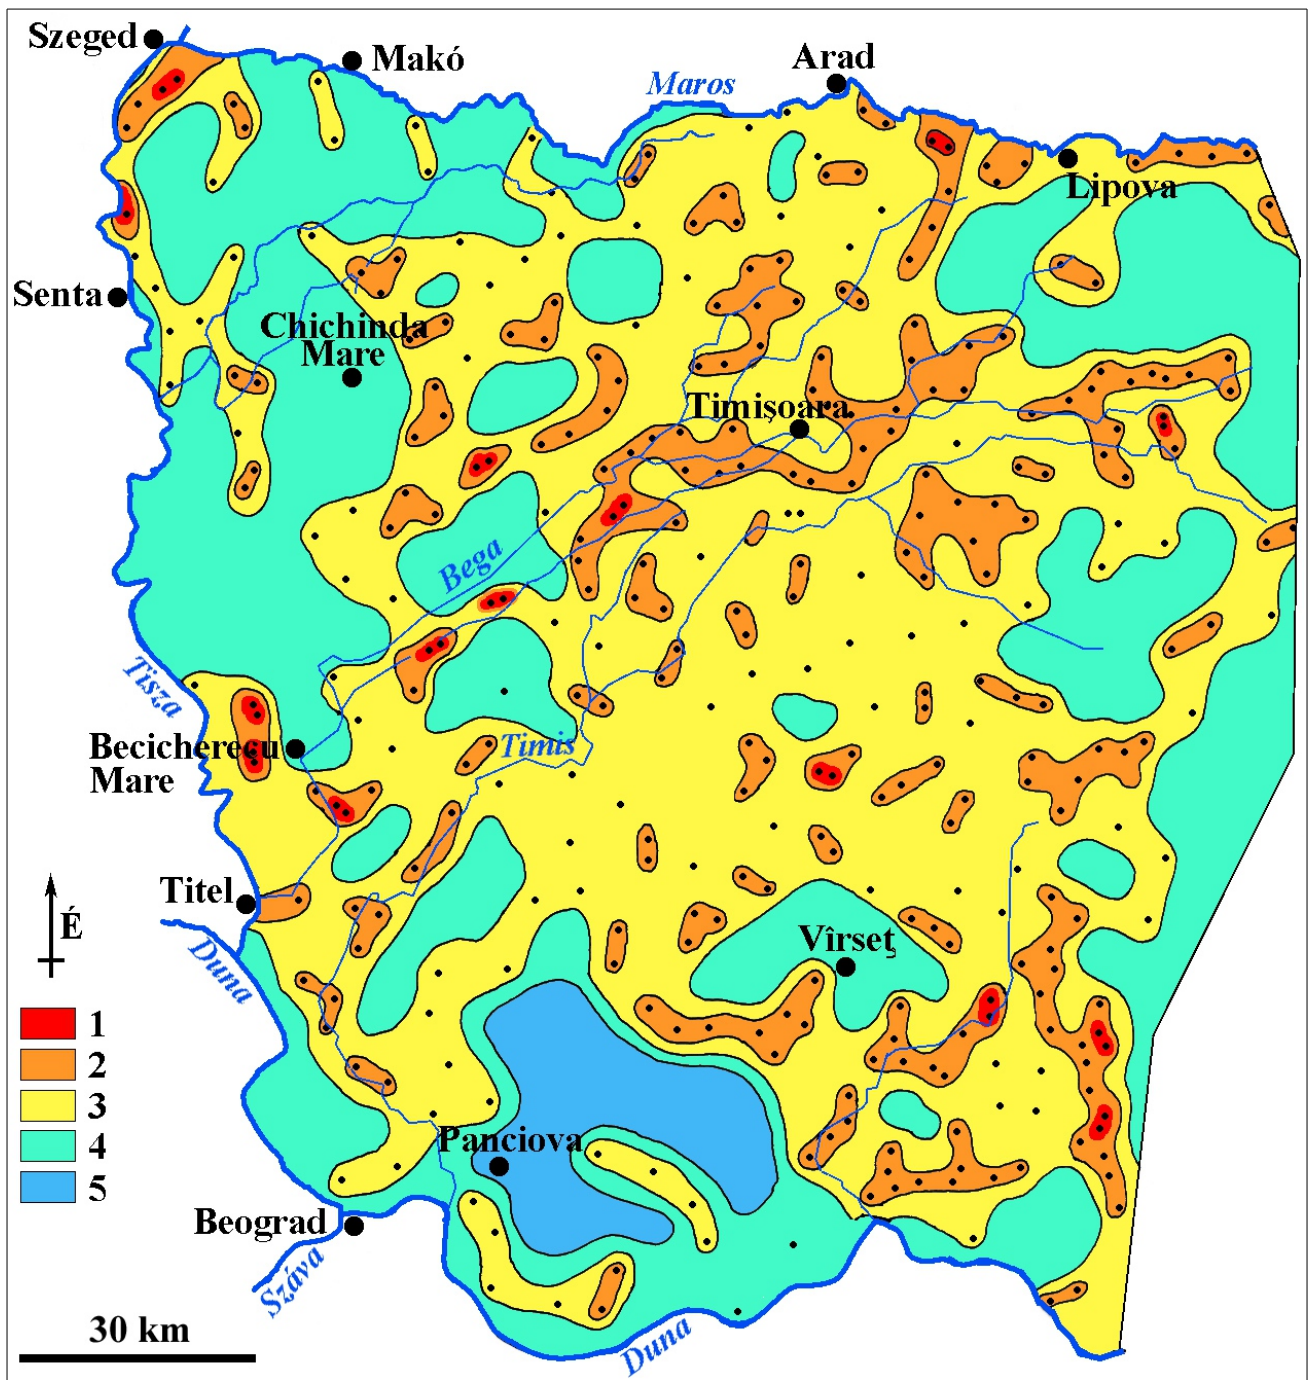 Szeged
Makó
Maros
Arad
Lipova
Senta
Chichinda
Mare
Timişoara
Bega
Tisza
Becicherecu
Mare
Timis
Titel
É
Duna
Vîrseţ
1
2
3
4
5
Panciova
Beograd
Száva
Duna
30 km